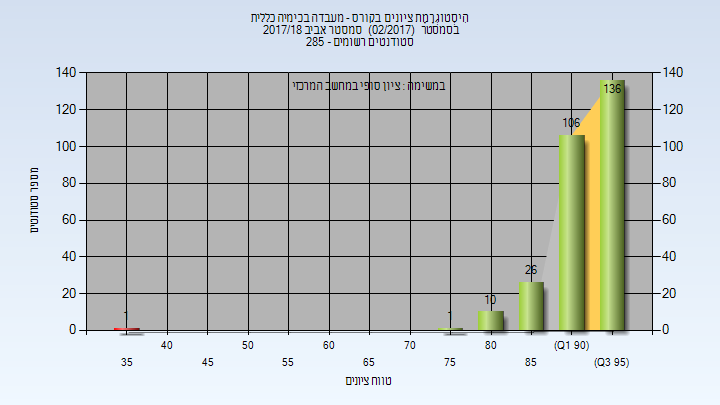 היסטוגרמת ציונים בקורס - מעבדה בכימיה כללית
בסמסטר (02/2017) סמסטר אביב 2017/18
סטודנטים רשומים - 285
במשימה : ציון סופי במחשב המרכזי
140 140
120 120
100 100
80 80
60 60
40 40
20 20
0 0
מספר סטודנטים
1 1 10 26 106 136
40 50 60 70 80 (Q1 90)
35 45 55 65 75 85 (Q3 95)
טווח ציונים